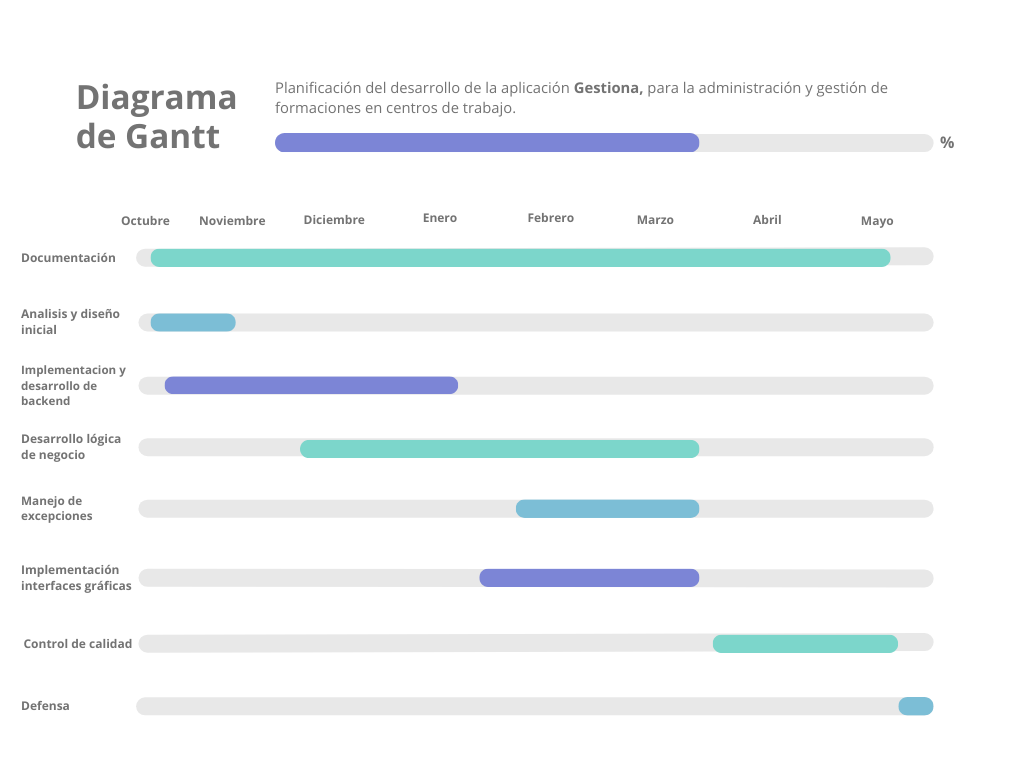 Diagrama
de Gantt
Planificación del desarrollo de la aplicación Gestiona, para la administración y gestión de
formaciones en centros de trabajo.
%
Octubre Noviembre Diciembre Enero Febrero Marzo Abril Mayo
Documentación
Analisis y diseño
inicial
Implementacion y
desarrollo de
backend
Desarrollo lógica
de negocio
Manejo de
excepciones
Implementación
interfaces gráficas
Control de calidad
Defensa